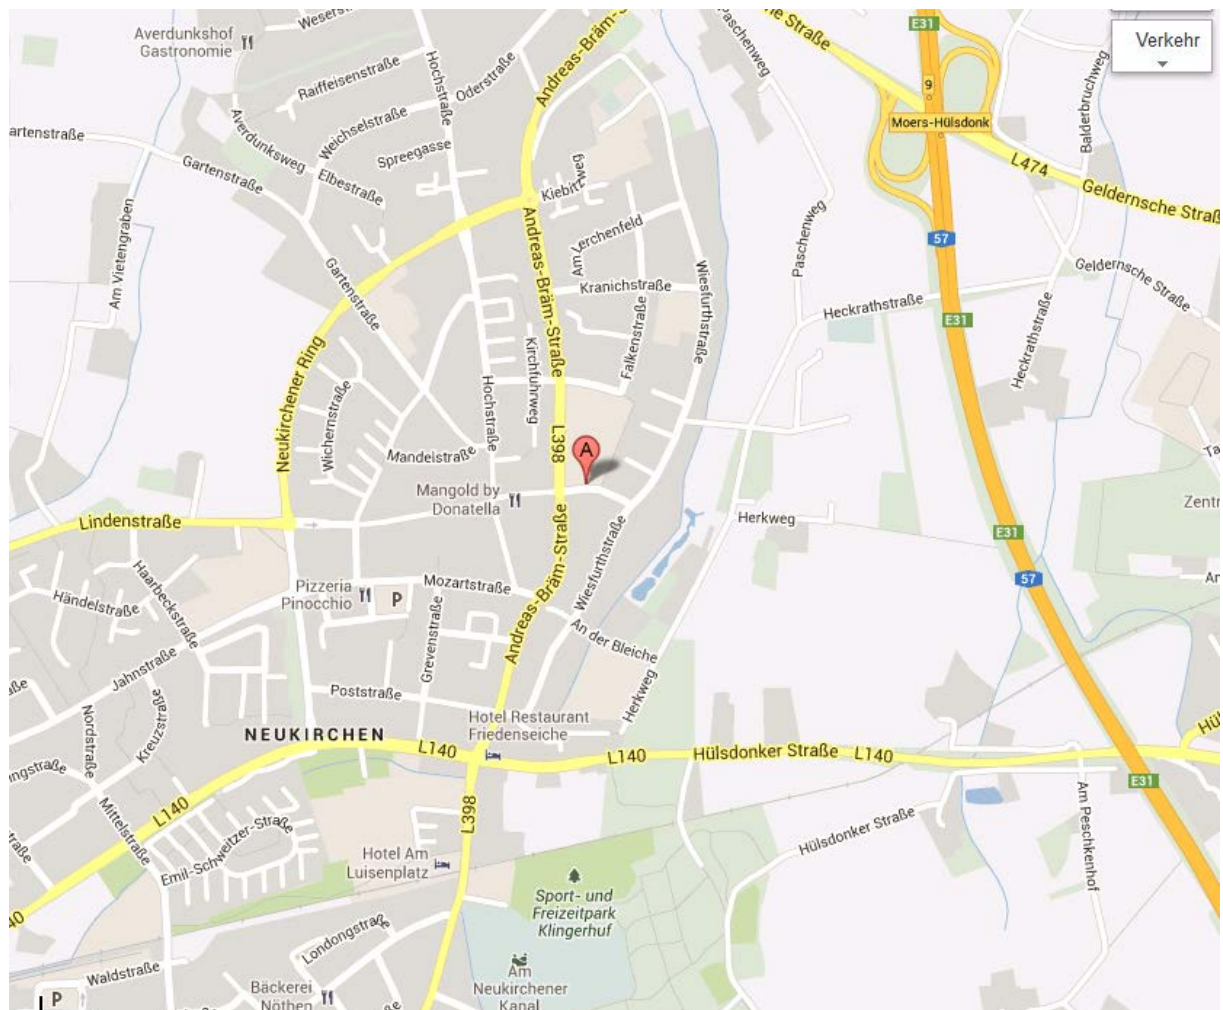 E31
Verkehr
Averdunkshof
Gastronomie
Weserstraße
Hochstraße
Oderstraße
Andreas-Bräm-
Paschenweg
9
Raiffeisenstraße
Moers-Hülsdonk
Balderbruchweg
artenstraße
Averdunksweg
Weichselstraße
Spreegasse
Gartenstraße
Elbestraße
Kiebitzweg
L474
Geldernsche Straß
Am Vietengraben
Andreas-Bräm-Straße
Am Lerchenfeld
Paschenweg
57
Gartenstraße
Wiesfurthstraße
Kranichstraße
Geldernsche Straße
Heckrathstraße
E31
Heckrathstraße
Neukirchener Ring
Kirchfuhrweg
Falkenstraße
Hochstraße
Wichernstraße
L398
A
Mandelstraße
Mangold by
Donatella
Zentr
Lindenstraße
Herkweg
E31
Andreas-Bräm-Straße
Wiesfurthstraße
57
Haarbeckstraße
Händelstraße
Pizzeria
Pinocchio
P
Mozartstraße
Grevenstraße
An der Bleiche
Jahnstraße
Kreuzstraße
Poststraße
Herkweg
Nordstraße
NEUKIRCHEN
Hotel Restaurant
Friedenseiche
L140
L140
Hülsdonker Straße
L140
E31
L140
L398
Mittelstraße
Emil-Schweitzer-Straße
Hülsdonker Straße
Am Peschkenhof
Hotel Am
Luisenplatz
Sport- und
Freizeitpark
Klingerhuf
Londongstraße
Waldstraße
Bäckerei
Nöthen
Am
Neukirchener
Kanal
P